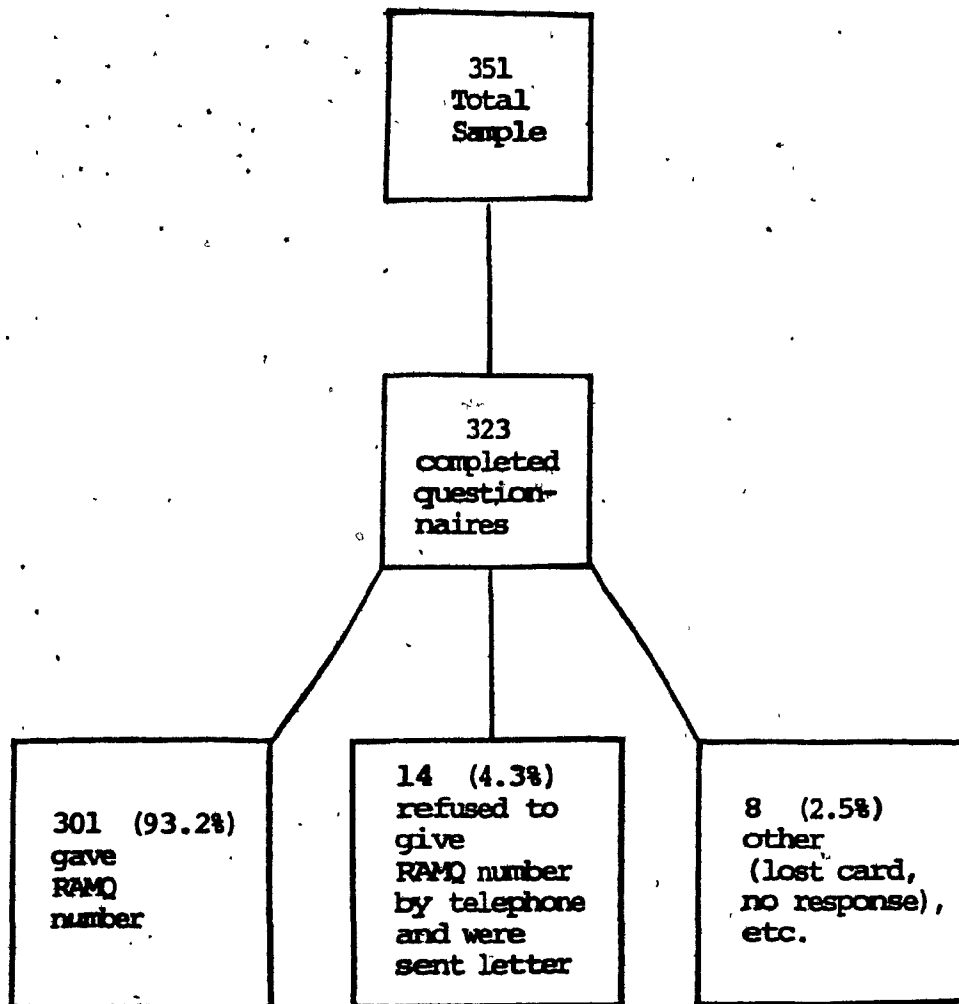 351
Total
Sample
323
completed
question-
naires
301 (93.2%)
gave
RAMQ
number
14 (4.3%)
refused to
give
RAMQ number
by telephone
and were
sent letter
8 (2.5%)
other
(lost card,
no response),
etc.